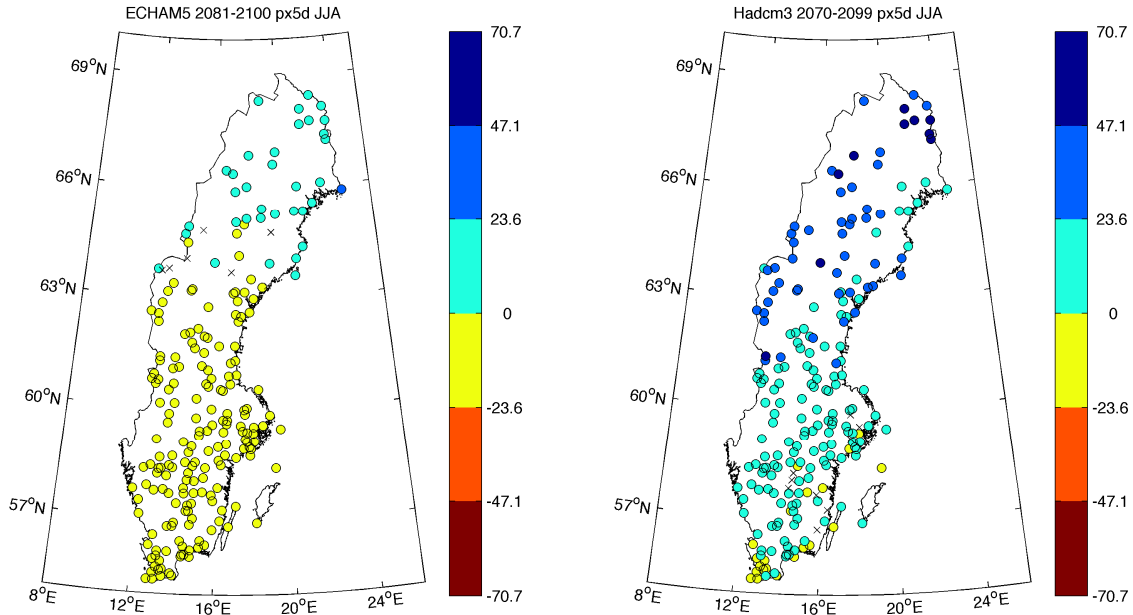 ECHAM5 2081-2100 px5d JJA
70.7
47.1
23.6
0
-23.6
-47.1
-70.7
69°N
66°N
63°N
60°N
57°N
8°E
12°E
16°E
20°E
24°E
Hadcm3 2070-2099 px5d JJA
70.7
47.1
23.6
0
-23.6
-47.1
-70.7
69°N
66°N
63°N
60°N
57°N
8°E
12°E
16°E
20°E
24°E